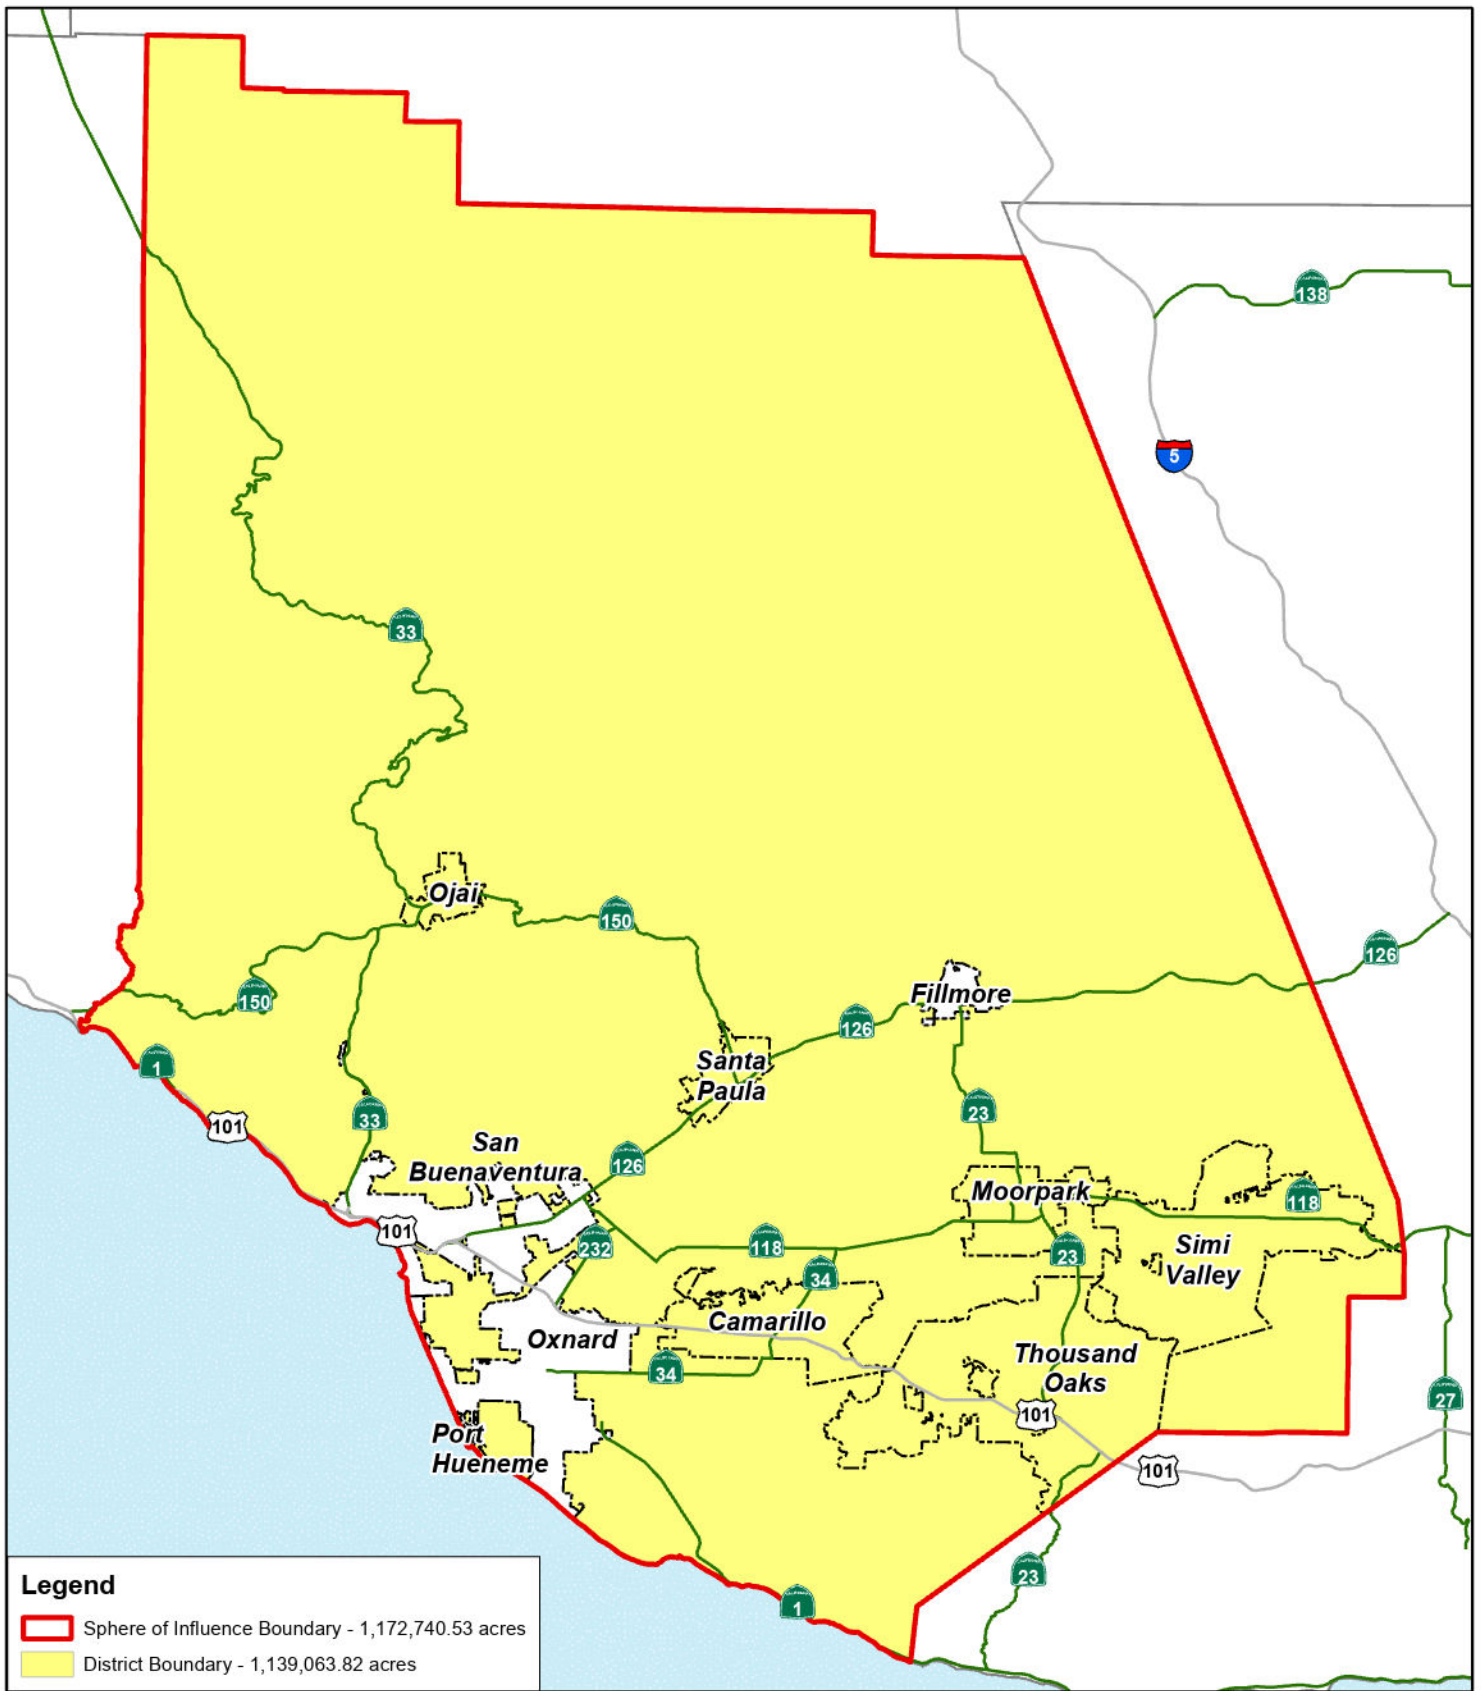 138
5
33
Ojai
150
126
150
Fillmore
126
Santa
Paula
1
23
33
101
San
Buenaventura
126
Moorpark
118
101
232
118
23
Simi
Valley
34
Camarillo
Oxnard
Thousand
Oaks
34
27
101
Port
Hueneme
101
23
1
Legend
Sphere of Influence Boundary - 1,172,740.53 acres
District Boundary - 1,139,063.82 acres